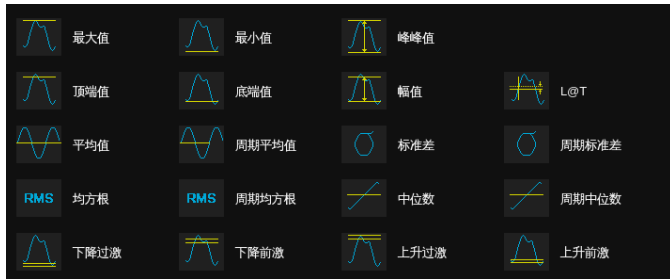 最大值 最小值 峰峰值
顶端值 底端值 幅值 L@T
平均值 周期平均值 标准差 周期标准差
RMS 均方根 RMS 周期均方根 中位数 周期中位数
下降过激 下降前激 上升过激 上升前激